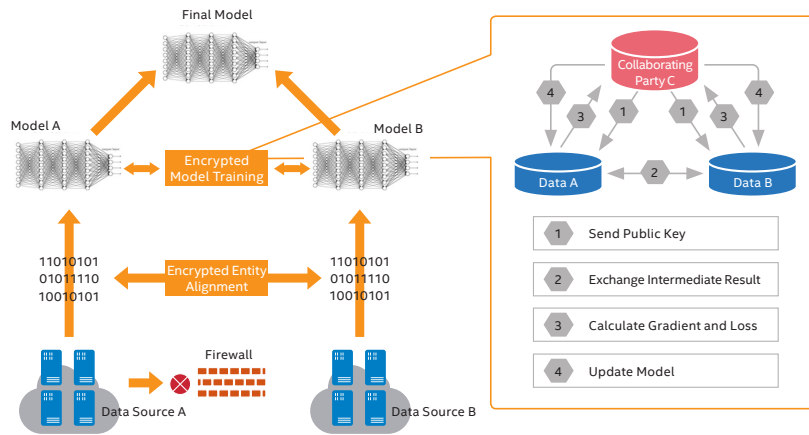 Final Model
Model A
Model B
Encrypted
Model Training
11010101
01011110
10010101
Encrypted Entity
Alignment
11010101
01011110
10010101
Firewall
Data Source A
Data Source B
Collaborating
Party C
4
3
1
1
3
4
Data A
2
Data B
1 Send Public Key
2 Exchange Intermediate Result
3 Calculate Gradient and Loss
4 Update Model